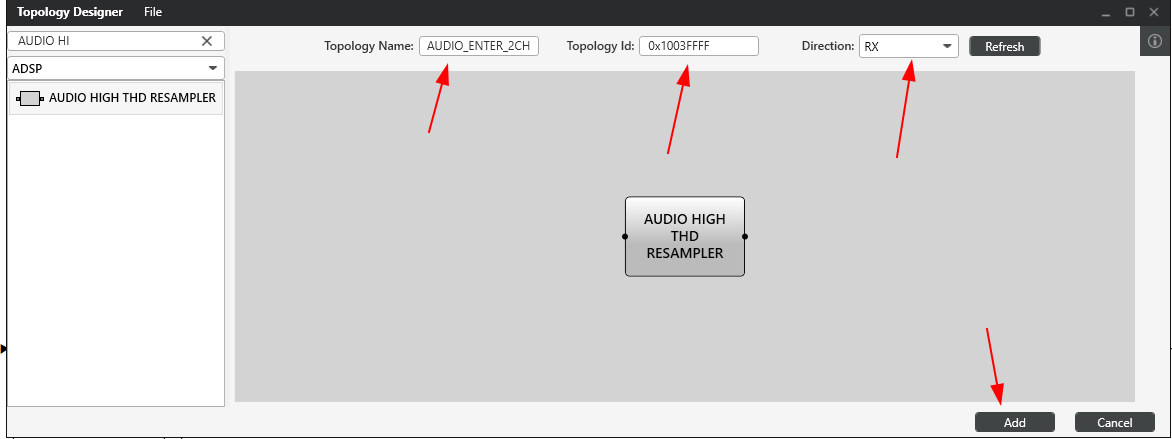 Topology Designer File
AUDIO HI
Topology Name: AUDIO_ENTER_2CH Topology Id: 0x1003FFFF Direction: RX Refresh
ADSP
AUDIO HIGH THD RESAMPLER
AUDIO HIGH
THD
RESAMPLER
Add Cancel